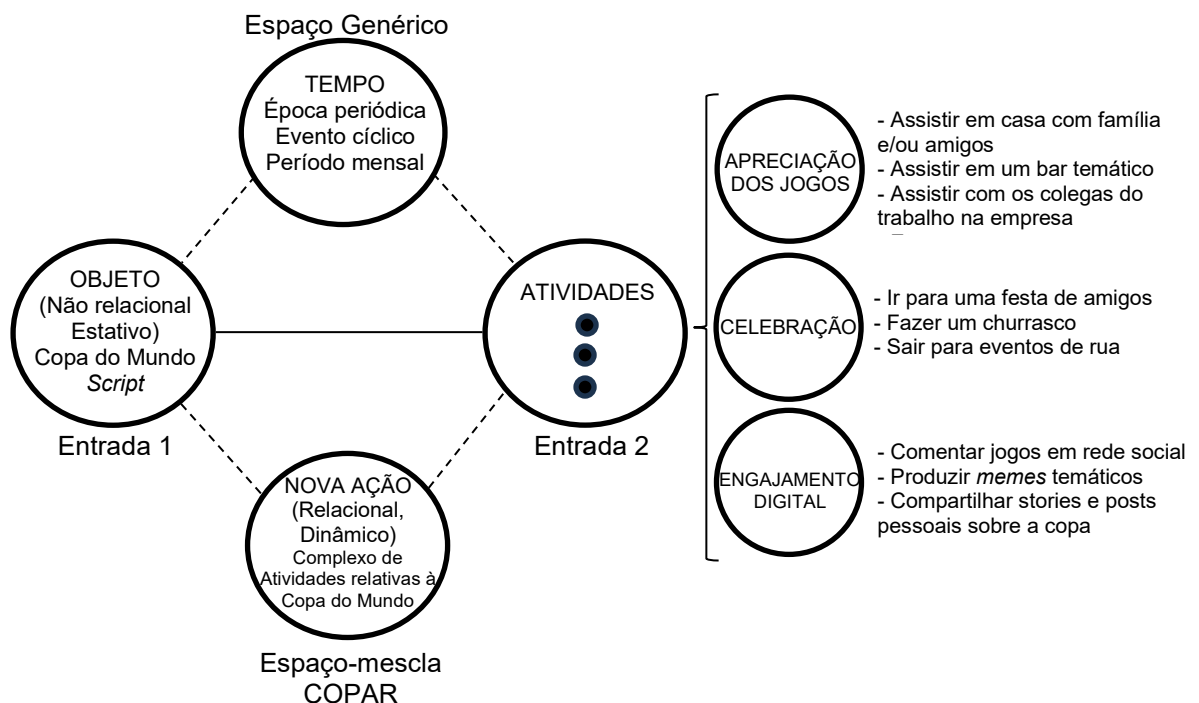 Espaço Genérico
TEMPO
Época periódica
Evento cíclico
Período mensal
OBJETO
(Não relacional
Estativo)
Copa do Mundo
Script
Entrada 1
ATIVIDADES
Entrada 2
NOVA AÇÃO
(Relacional,
Dinâmico)
Complexo de
Atividades relativas à
Copa do Mundo
Espaço-mescla
COPAR
APRECIAÇÃO
DOS JOGOS
- Assistir em casa com família
e/ou amigos
- Assistir em um bar temático
- Assistir com os colegas do
trabalho na empresa
CELEBRAÇÃO
- Ir para uma festa de amigos
- Fazer um churrasco
- Sair para eventos de rua
ENGAJAMENTO
DIGITAL
- Comentar jogos em rede social
- Produzir memes temáticos
- Compartilhar stories e posts
pessoais sobre a copa